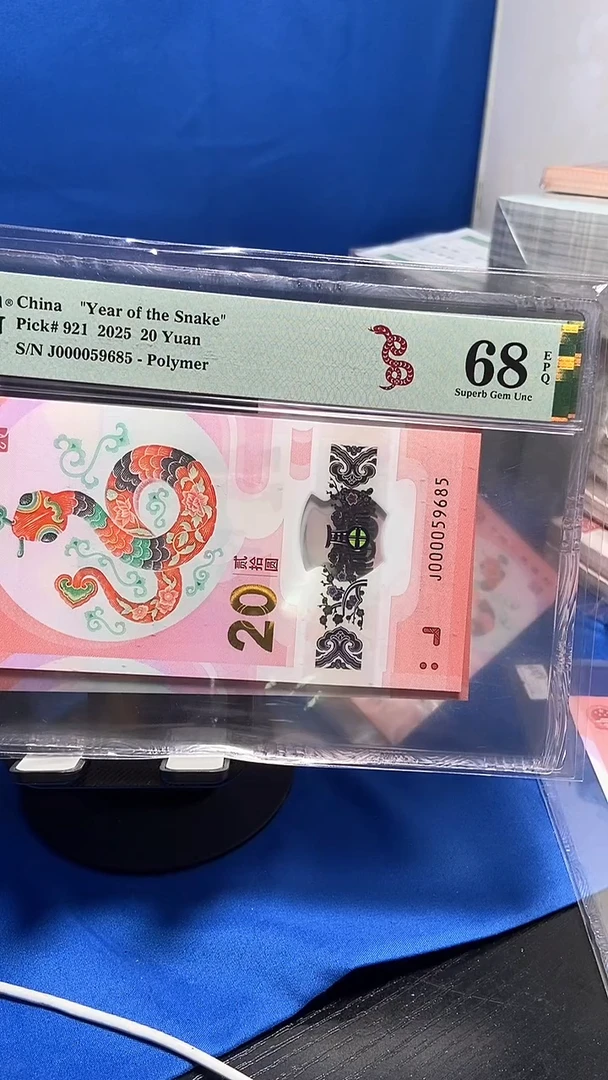 ® China "Year of the Snake"
Pick# 921 2025 20 Yuan
S/N J000059685 - Polymer
68
EPQ
Superb Gem Unc
J000059685
贰拾圆
20